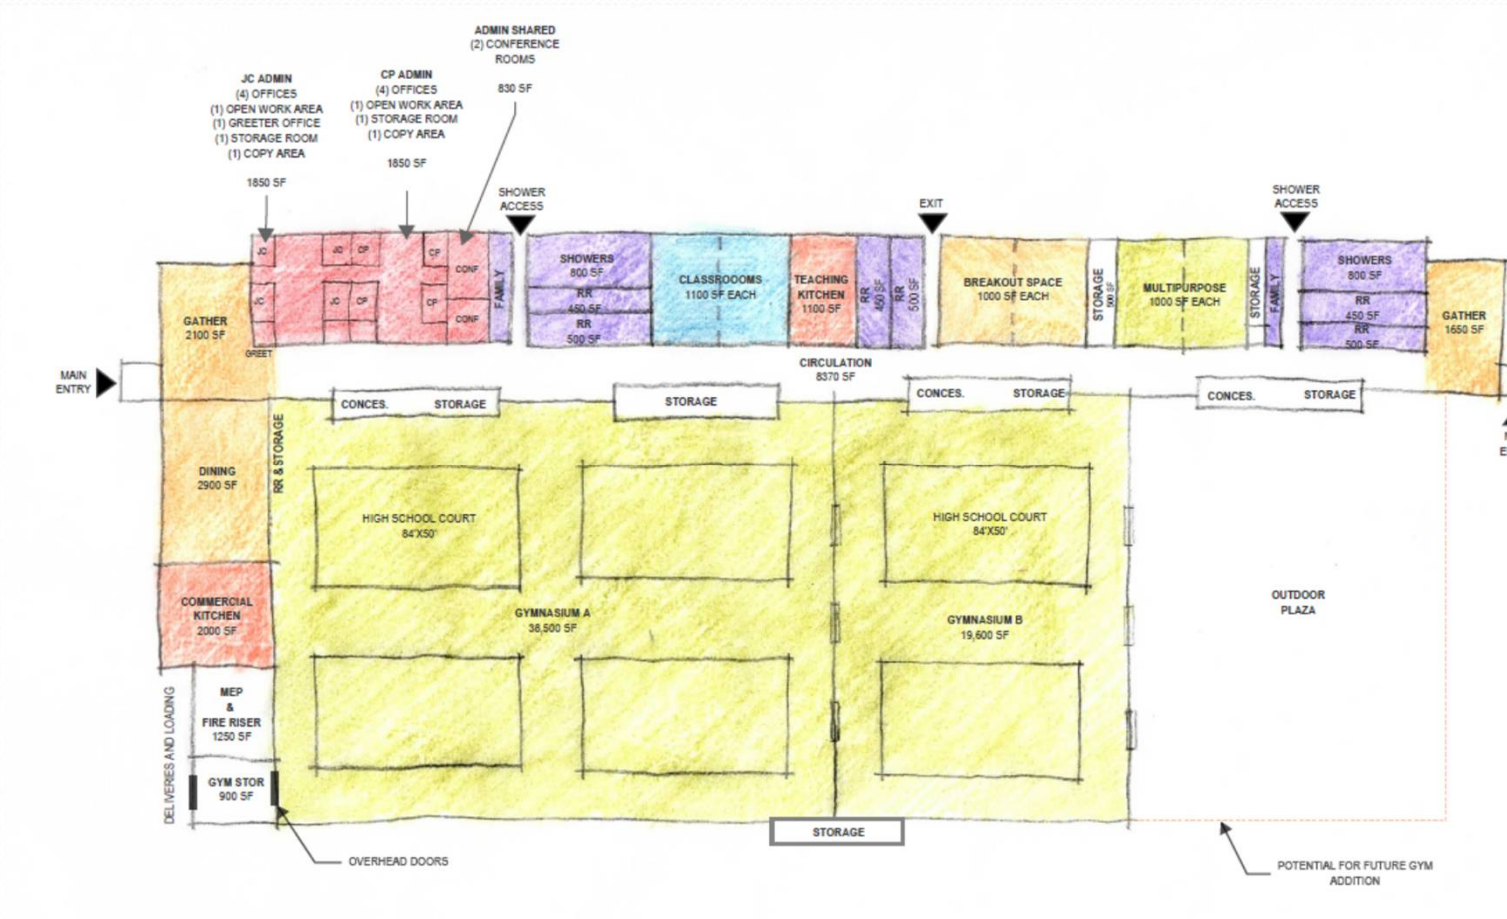 ADMIN SHARED
(2) CONFERENCE
ROOMS
830 SF
JC ADMIN
(4) OFFICES
(1) OPEN WORK AREA
(1) GREETER OFFICE
(1) STORAGE ROOM
(1) COPY AREA
1850 SF
CP ADMIN
(4) OFFICES
(1) OPEN WORK AREA
(1) STORAGE ROOM
(1) COPY AREA
1850 SF
SHOWER
ACCESS
EXIT
SHOWER
ACCESS
JC
JC
CP
CP
CONF
JC
JC
CP
CP
CONF
GREET
FAMILY
SHOWERS
800 SF
RR
450 SF
RR
500 SF
CLASSROOOMS
1100 SF EACH
TEACHING
KITCHEN
1100 SF
RR
450 SF
RR
500 SF
BREAKOUT SPACE
1000 SF EACH
STORAGE
500 SF
MULTIPURPOSE
1000 SF EACH
STORAGE
FAMILY
SHOWERS
800 SF
RR
450 SF
RR
500 SF
GATHER
1650 SF
GATHER
2100 SF
MAIN
ENTRY
CIRCULATION
8370 SF
CONCES. STORAGE
STORAGE
CONCES. STORAGE
CONCES. STORAGE
DINING
2900 SF
RR & STORAGE
HIGH SCHOOL COURT
84'X50'
HIGH SCHOOL COURT
84'X50'
COMMERCIAL
KITCHEN
2000 SF
GYMNASIUM A
38,500 SF
GYMNASIUM B
19,600 SF
OUTDOOR
PLAZA
DELIVERIES AND LOADING
MEP
&
FIRE RISER
1250 SF
GYM STOR
900 SF
STORAGE
OVERHEAD DOORS
POTENTIAL FOR FUTURE GYM
ADDITION